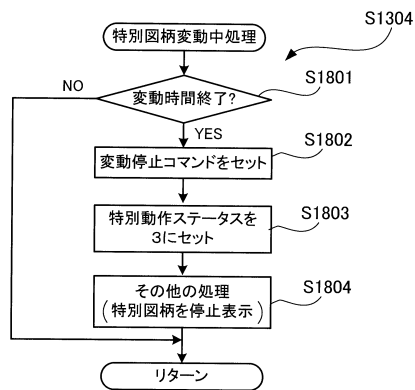 特別図柄変動中処理
S1304
NO
変動時間終了?
S1801
YES
S1802
変動停止コマンドをセット
特別動作ステータスを
3にセット
S1803
その他の処理
(特別図柄を停止表示)
S1804
リターン